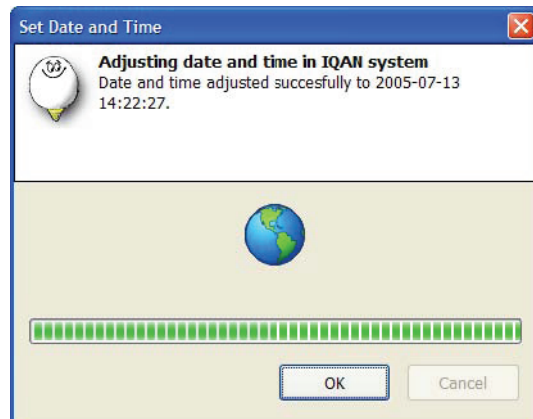 Set Date and Time
Adjusting date and time in IQAN system
Date and time adjusted succesfully to 2005-07-13
14:22:27.
OK
Cancel